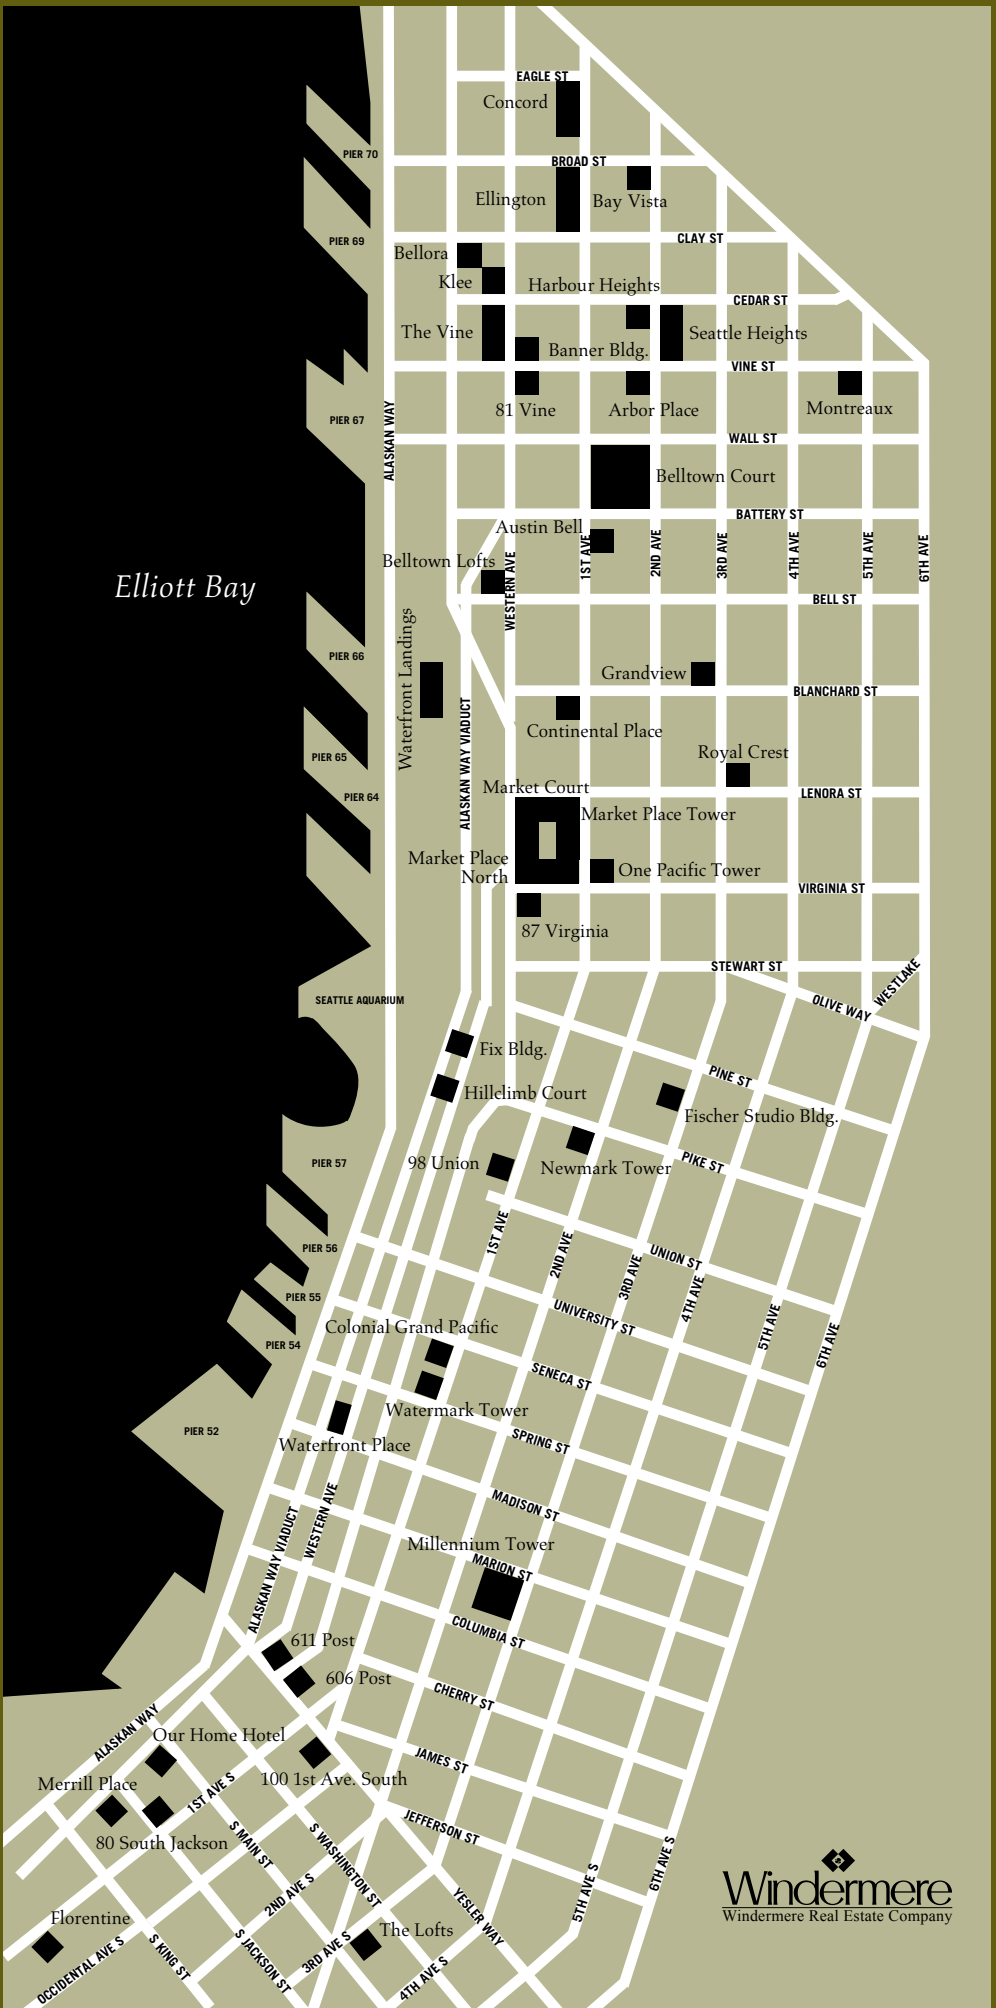 EAGLE ST
Concord
PIER 70
BROAD ST
Ellington
Bay Vista
PIER 69
CLAY ST
Bellora
Klee
Harbour Heights
CEDAR ST
The Vine
Seattle Heights
Banner Bldg.
VINE ST
81 Vine
Arbor Place
Montreaux
PIER 67
ALASKAN WAY
WALL ST
Belltown Court
BATTERY ST
Austin Bell
1ST AVE
2ND AVE
3RD AVE
4TH AVE
5TH AVE
6TH AVE
Belltown Lofts
WESTERN AVE
Elliott Bay
BELL ST
PIER 66
Waterfront Landings
Grandview
BLANCHARD ST
Continental Place
ALASKAN WAY VIADUCT
PIER 65
Royal Crest
Market Court
LENORA ST
PIER 64
Market Place Tower
Market Place
North
One Pacific Tower
VIRGINIA ST
87 Virginia
STEWART ST
WESTLAKE
SEATTLE AQUARIUM
OLIVE WAY
Fix Bldg.
PINE ST
Hillclimb Court
Fischer Studio Bldg.
PIER 57
98 Union
Newmark Tower
PIKE ST
1ST AVE
2ND AVE
3RD AVE
4TH AVE
5TH AVE
6TH AVE
PIER 56
UNION ST
PIER 55
UNIVERSITY ST
Colonial Grand Pacific
PIER 54
SENECA ST
Watermark Tower
PIER 52
Waterfront Place
SPRING ST
MADISON ST
ALASKAN WAY VIADUCT
WESTERN AVE
Millennium Tower
MARION ST
COLUMBIA ST
611 Post
606 Post
CHERRY ST
ALASKAN WAY
Our Home Hotel
JAMES ST
100 1st Ave. South
Merrill Place
1ST AVE S
80 South Jackson
S MAIN ST
S WASHINGTON ST
JEFFERSON ST
5TH AVE S
6TH AVE S
2ND AVE S
YESLER WAY
Florentine
OCCIDENTAL AVE S
S KING ST
S JACKSON ST
3RD AVE S
The Lofts
4TH AVE S
Windermere
Windermere Real Estate Company